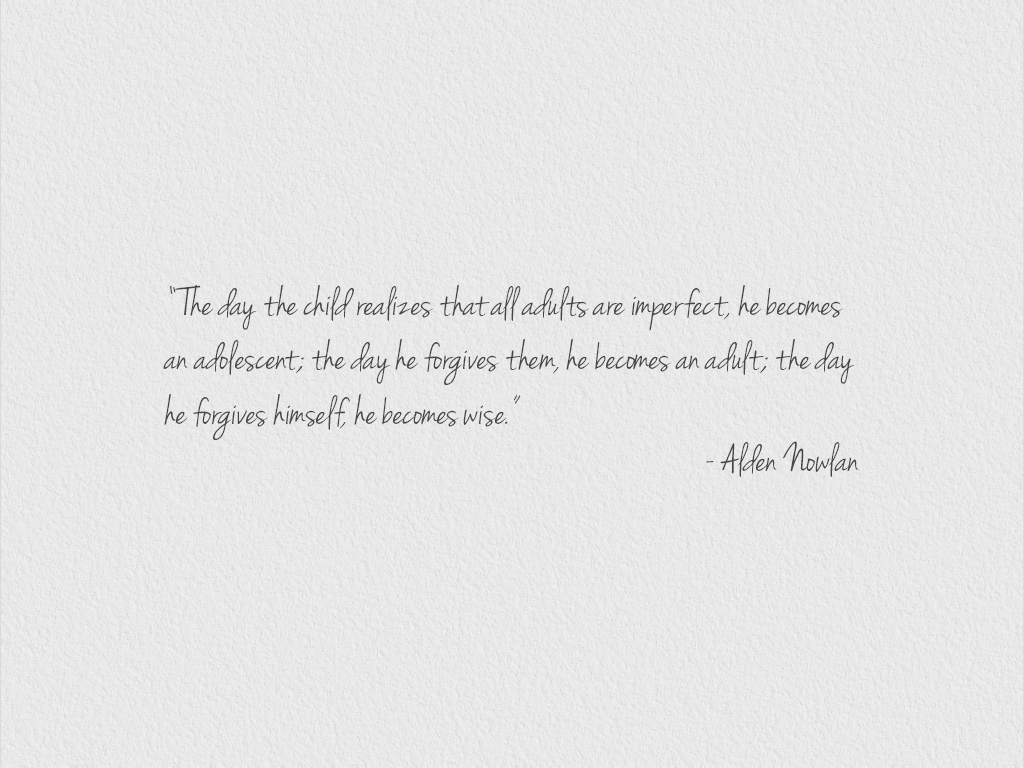 "The day the child realizes that all adults are imperfect, he becomes
an adolescent; the day he forgives them, he becomes an adult; the day
he forgives himself, he becomes wise."
- Alden Nowlan